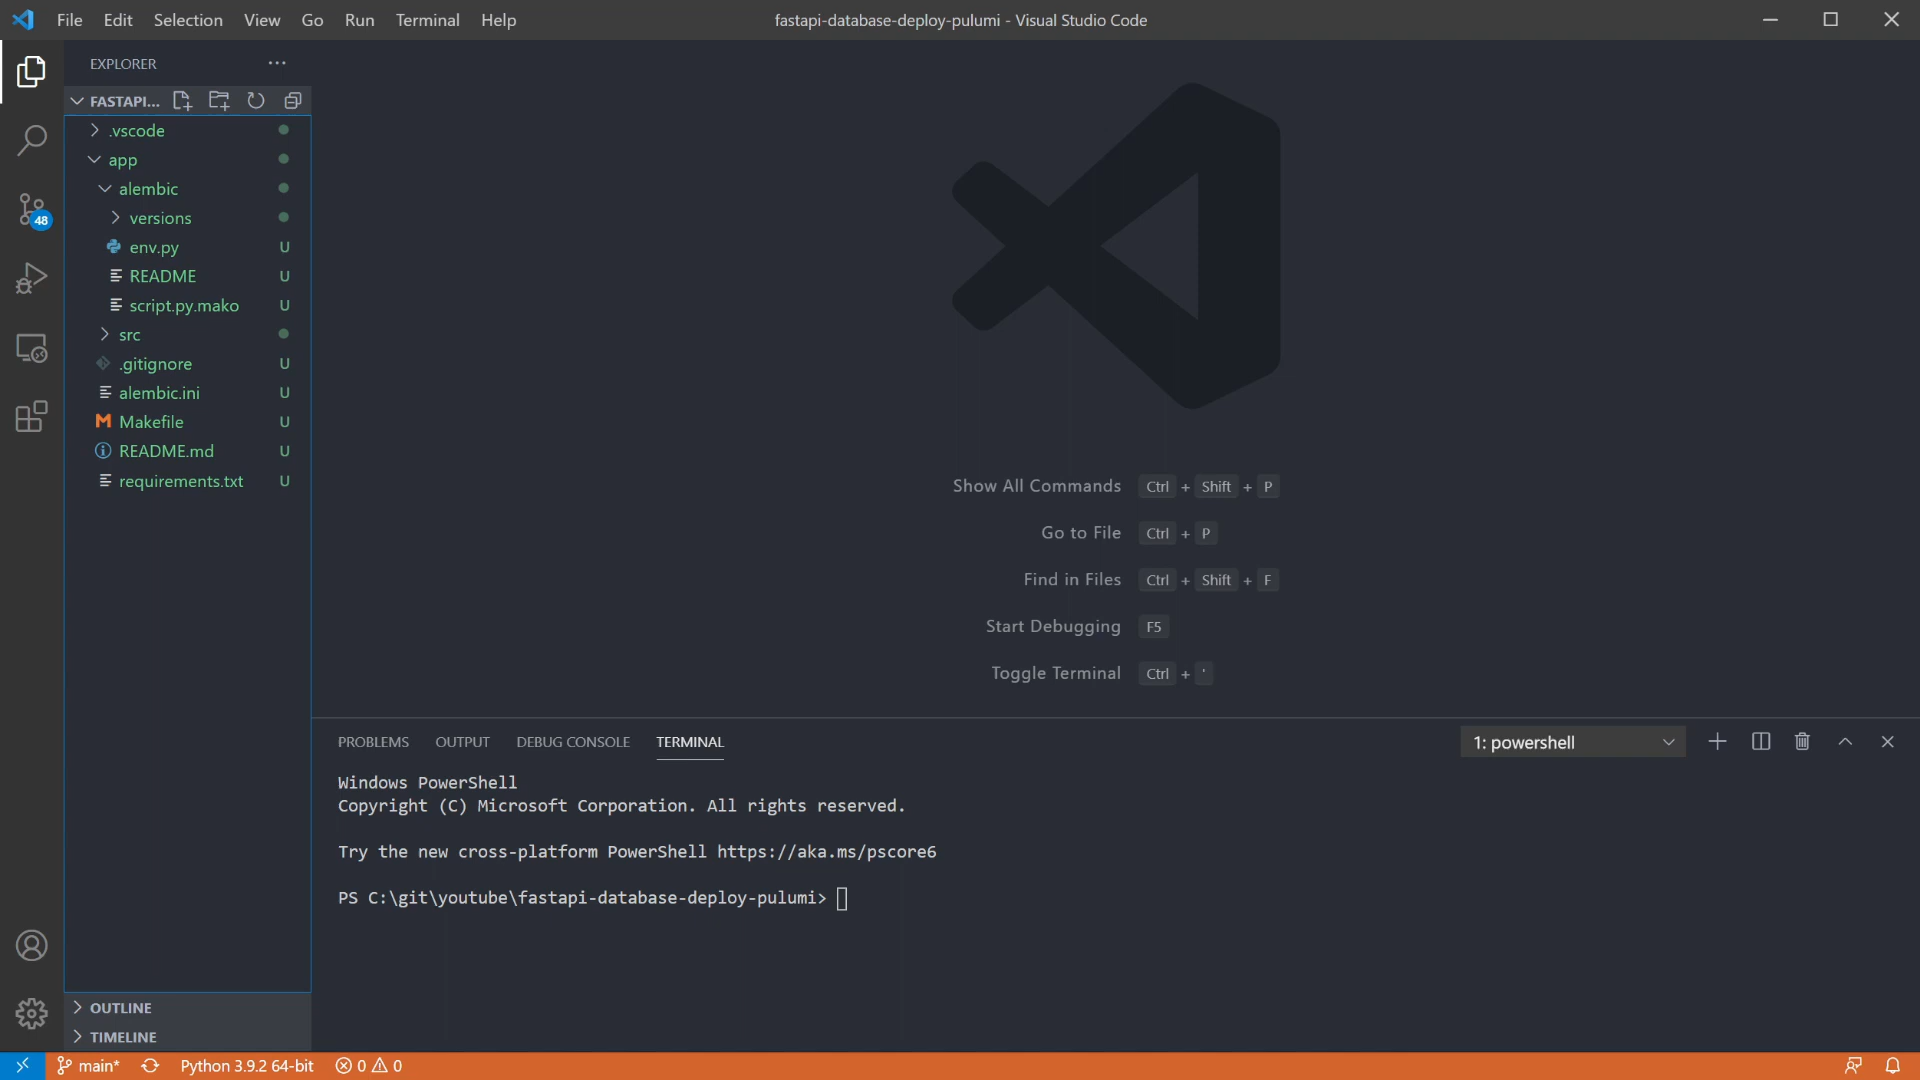 File Edit Selection View Go Run Terminal Help
fastapi-database-deploy-pulumi - Visual Studio Code
EXPLORER
FASTAPI...
.vscode
app
alembic
versions
env.py U
README U
script.py.mako U
src
.gitignore U
alembic.ini U
Makefile U
README.md U
requirements.txt U
48
Show All Commands Ctrl + Shift + P
Go to File Ctrl + P
Find in Files Ctrl + Shift + F
Start Debugging F5
Toggle Terminal Ctrl + '
PROBLEMS OUTPUT DEBUG CONSOLE TERMINAL
1: powershell
Windows PowerShell
Copyright (C) Microsoft Corporation. All rights reserved.
Try the new cross-platform PowerShell https://aka.ms/pscore6
PS C:\git\youtube\fastapi-database-deploy-pulumi>
OUTLINE
TIMELINE
main* Python 3.9.2 64-bit 0 0